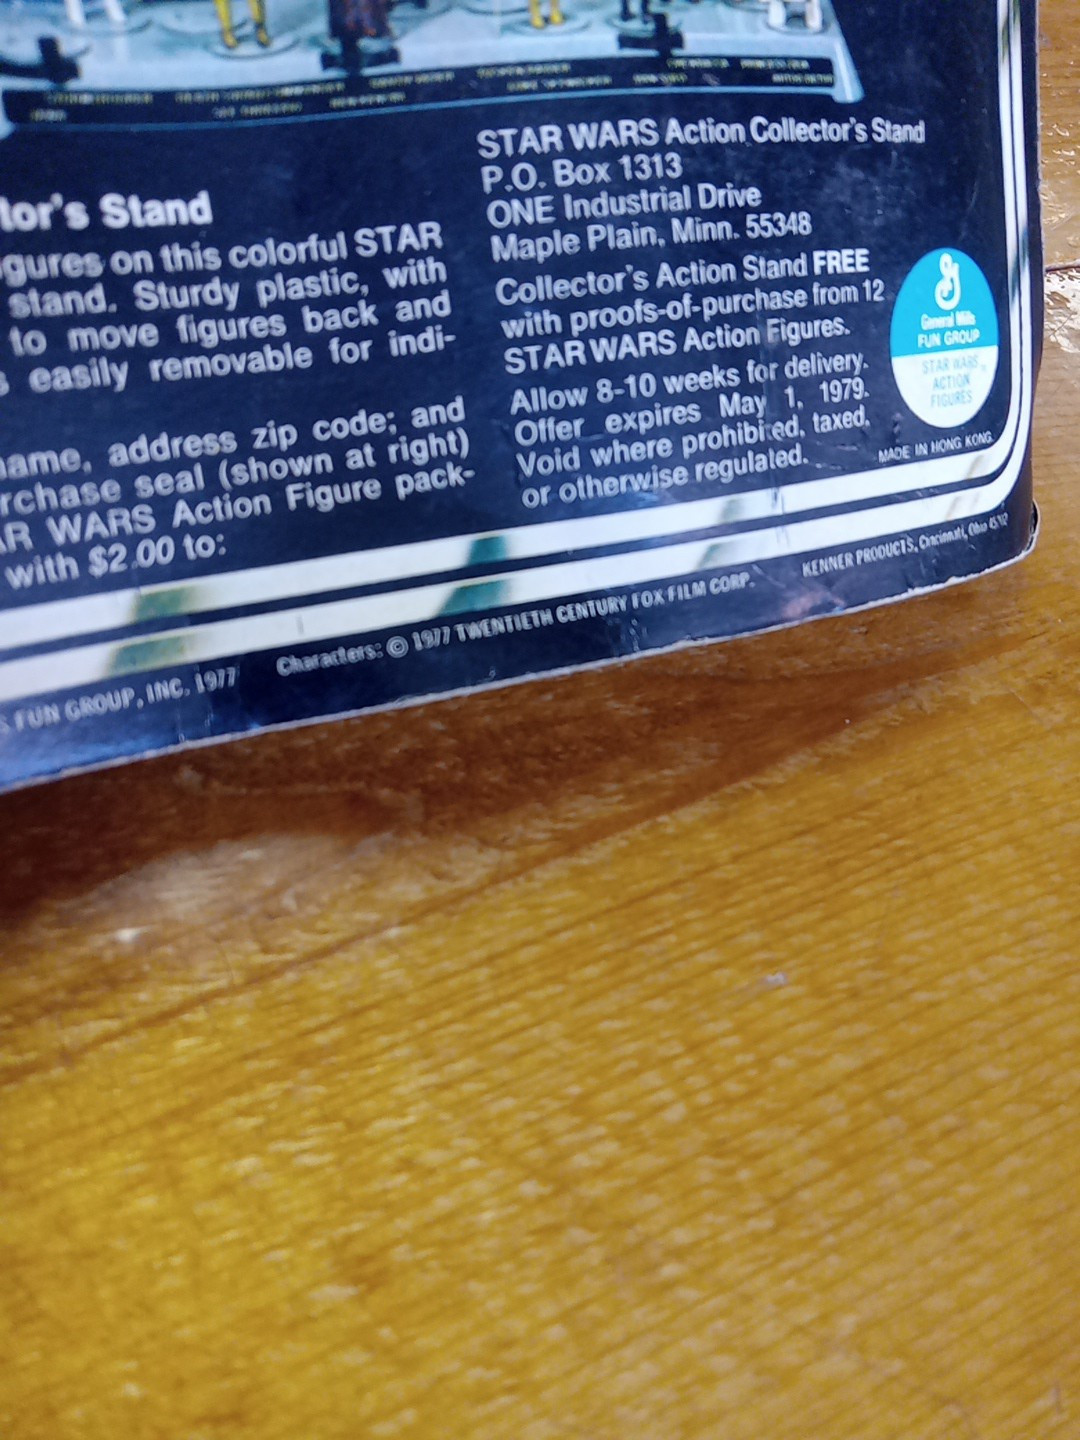 tor's Stand
gures on this colorful STAR
stand. Sturdy plastic, with
to move figures back and
s easily removable for indi-
name, address zip code; and
rchase seal (shown at right)
AR WARS Action Figure pack-
with $2.00 to:
STAR WARS Action Collector's Stand
P.O. Box 1313
ONE Industrial Drive
Maple Plain, Minn. 55348
Collector's Action Stand FREE
with proofs-of-purchase from 12
STAR WARS Action Figures.
Allow 8-10 weeks for delivery.
Offer expires May 1, 1979.
Void where prohibited, taxed,
or otherwise regulated.
General Mills
FUN GROUP
STAR WARS
ACTION
FIGURES
MADE IN HONG KONG
S FUN GROUP, INC. 1977
Characters: © 1977 TWENTIETH CENTURY FOX FILM CORP.
KENNER PRODUCTS, Cincinnati, Ohio